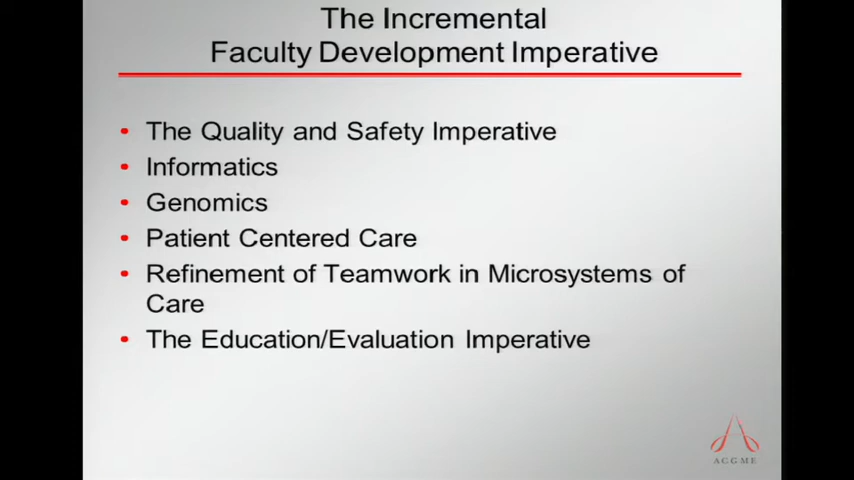 The Incremental
Faculty Development Imperative
• The Quality and Safety Imperative
• Informatics
• Genomics
• Patient Centered Care
• Refinement of Teamwork in Microsystems of
Care
• The Education/Evaluation Imperative
ACGME